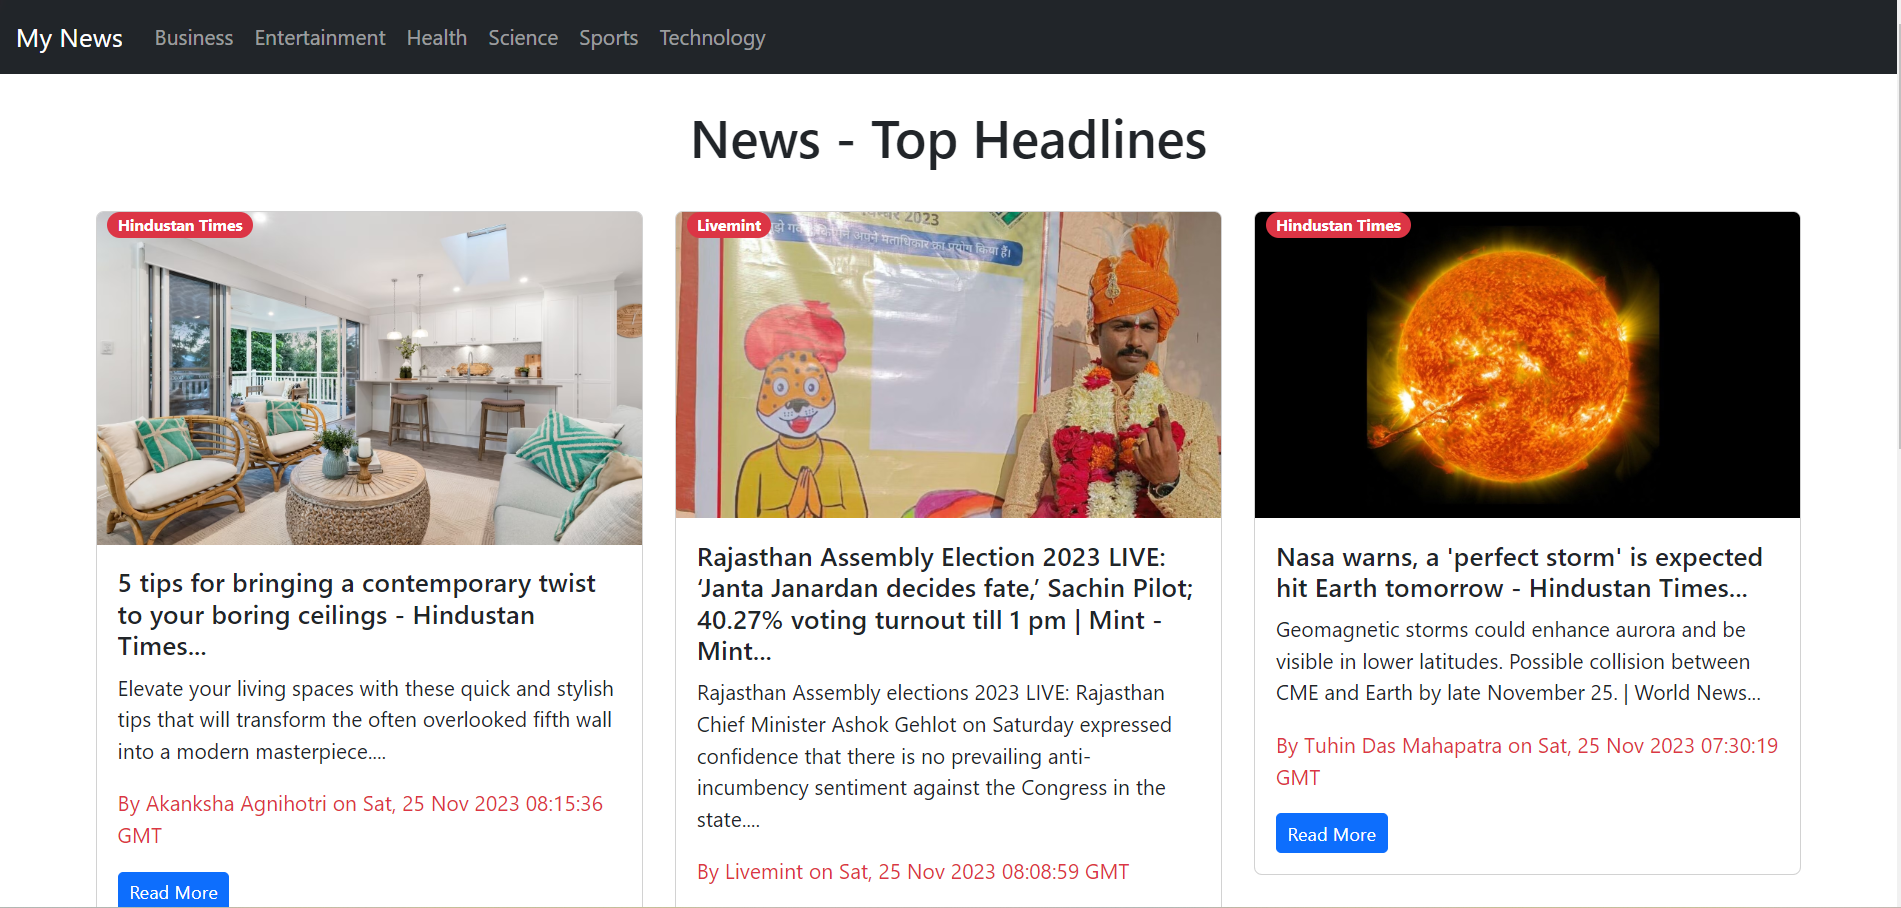 My News Business Entertainment Health Science Sports Technology
News - Top Headlines
Hindustan Times
5 tips for bringing a contemporary twist
to your boring ceilings - Hindustan
Times...
Elevate your living spaces with these quick and stylish
tips that will transform the often overlooked fifth wall
into a modern masterpiece....
By Akanksha Agnihotri on Sat, 25 Nov 2023 08:15:36
GMT
Read More
Livemint
2023
अपने मताधिकार का प्रयोग किया है।
Rajasthan Assembly Election 2023 LIVE:
‘Janta Janardan decides fate,’ Sachin Pilot;
40.27% voting turnout till 1 pm | Mint -
Mint...
Rajasthan Assembly elections 2023 LIVE: Rajasthan
Chief Minister Ashok Gehlot on Saturday expressed
confidence that there is no prevailing anti-
incumbency sentiment against the Congress in the
state....
By Livemint on Sat, 25 Nov 2023 08:08:59 GMT
Hindustan Times
Nasa warns, a 'perfect storm' is expected
hit Earth tomorrow - Hindustan Times...
Geomagnetic storms could enhance aurora and be
visible in lower latitudes. Possible collision between
CME and Earth by late November 25. | World News...
By Tuhin Das Mahapatra on Sat, 25 Nov 2023 07:30:19
GMT
Read More